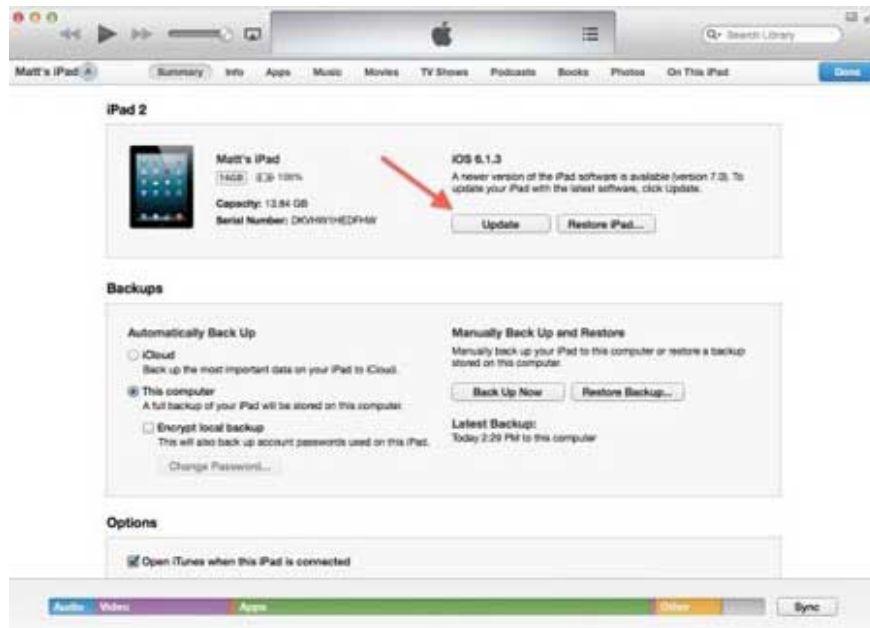 Search Library
Matt's iPad
Summary Info Apps Music Movies TV Shows Podcasts Books Photos On This iPad
Done
iPad 2
Matt's iPad
16GB 100%
Capacity: 13.64 GB
Serial Number:
iOS 6.1.3
A newer version of the iPad software is available (version 7.0). To
update your iPad with the latest software, click Update.
Update Restore iPad...
Backups
Automatically Back Up
iCloud
Back up the most important data on your iPad to iCloud.
This computer
A full backup of your iPad will be stored on this computer.
Encrypt local backup
This will also back up account passwords used on this iPad.
Change Password...
Manually Back Up and Restore
Manually back up your iPad to this computer or restore a backup
stored on this computer.
Back Up Now Restore Backup...
Latest Backup:
Today 2:29 PM to this computer
Options
Open iTunes when this iPad is connected
Audio Video Apps Other Sync